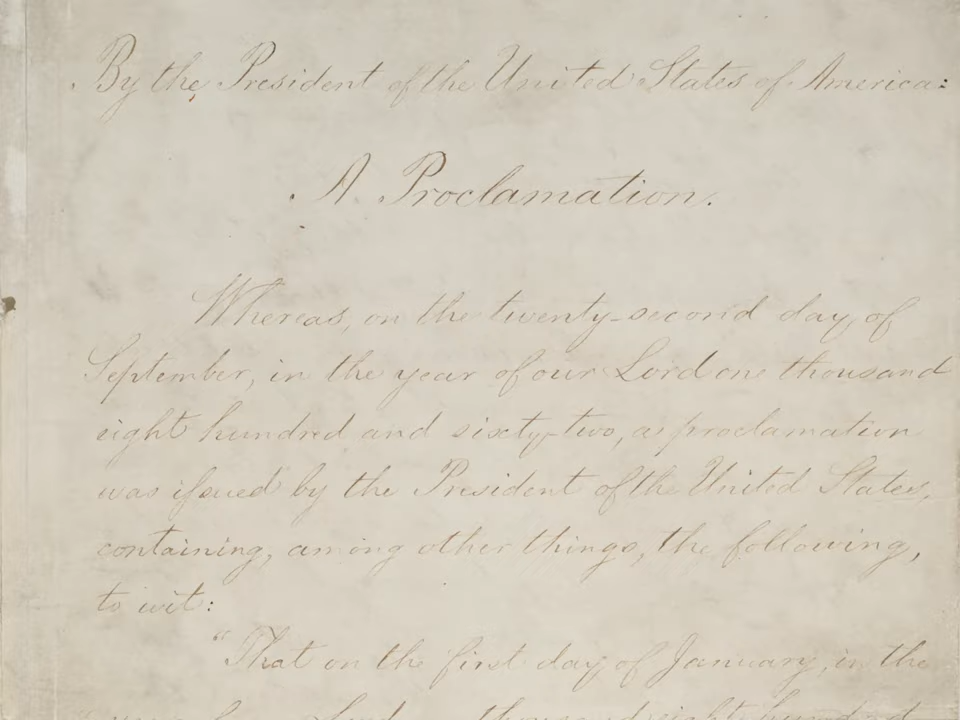 By the President of the United States of America:
A Proclamation.
Whereas, on the twenty-second day of
September, in the year of our Lord one thousand
eight hundred and sixty-two, a proclamation
was issued by the President of the United States,
containing, among other things, the following,
to wit:
"That on the first day of January, in the